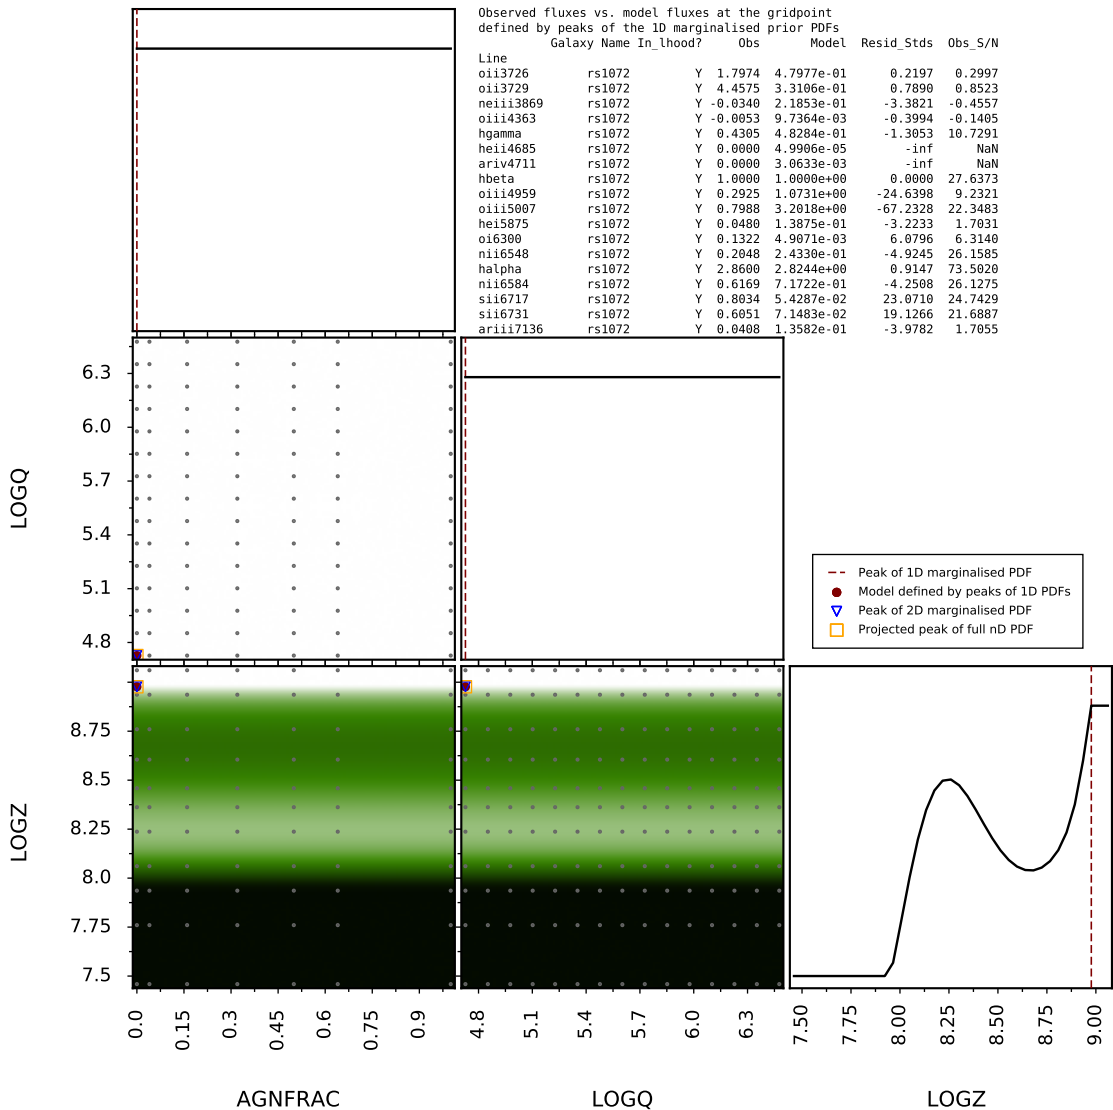 Observed fluxes vs. model fluxes at the gridpoint
defined by peaks of the 1D marginalised prior PDFs
Galaxy Name In_lhood? Obs Model Resid_Stds Obs_S/N
Line
oii3726 rs1072 Y 1.7974 4.7977e-01 0.2197 0.2997
oii3729 rs1072 Y 4.4575 3.3106e-01 0.7890 0.8523
neiii3869 rs1072 Y -0.0340 2.1853e-01 -3.3821 -0.4557
oiii4363 rs1072 Y -0.0053 9.7364e-03 -0.3994 -0.1405
hgamma rs1072 Y 0.4305 4.8284e-01 -1.3053 10.7291
heii4685 rs1072 Y 0.0000 4.9906e-05 -inf NaN
ariv4711 rs1072 Y 0.0000 3.0633e-03 -inf NaN
hbeta rs1072 Y 1.0000 1.0000e+00 0.0000 27.6373
oiii4959 rs1072 Y 0.2925 1.0731e+00 -24.6398 9.2321
oiii5007 rs1072 Y 0.7988 3.2018e+00 -67.2328 22.3483
hei5875 rs1072 Y 0.0480 1.3875e-01 -3.2233 1.7031
oi6300 rs1072 Y 0.1322 4.9071e-03 6.0796 6.3140
nii6548 rs1072 Y 0.2048 2.4330e-01 -4.9245 26.1585
halpha rs1072 Y 2.8600 2.8244e+00 0.9147 73.5020
nii6584 rs1072 Y 0.6169 7.1722e-01 -4.2508 26.1275
sii6717 rs1072 Y 0.8034 5.4287e-02 23.0710 24.7429
sii6731 rs1072 Y 0.6051 7.1483e-02 19.1266 21.6887
ariii7136 rs1072 Y 0.0408 1.3582e-01 -3.9782 1.7055
6.3
6.0
5.7
5.4
5.1
4.8
LOGQ
Peak of 1D marginalised PDF
Model defined by peaks of 1D PDFs
Peak of 2D marginalised PDF
Projected peak of full nD PDF
8.75
8.5
8.25
8.0
7.75
7.5
LOGZ
0.0 0.15 0.3 0.45 0.6 0.75 0.9
4.8 5.1 5.4 5.7 6.0 6.3
7.50 7.75 8.00 8.25 8.50 8.75 9.00
AGNFRAC LOGQ LOGZ